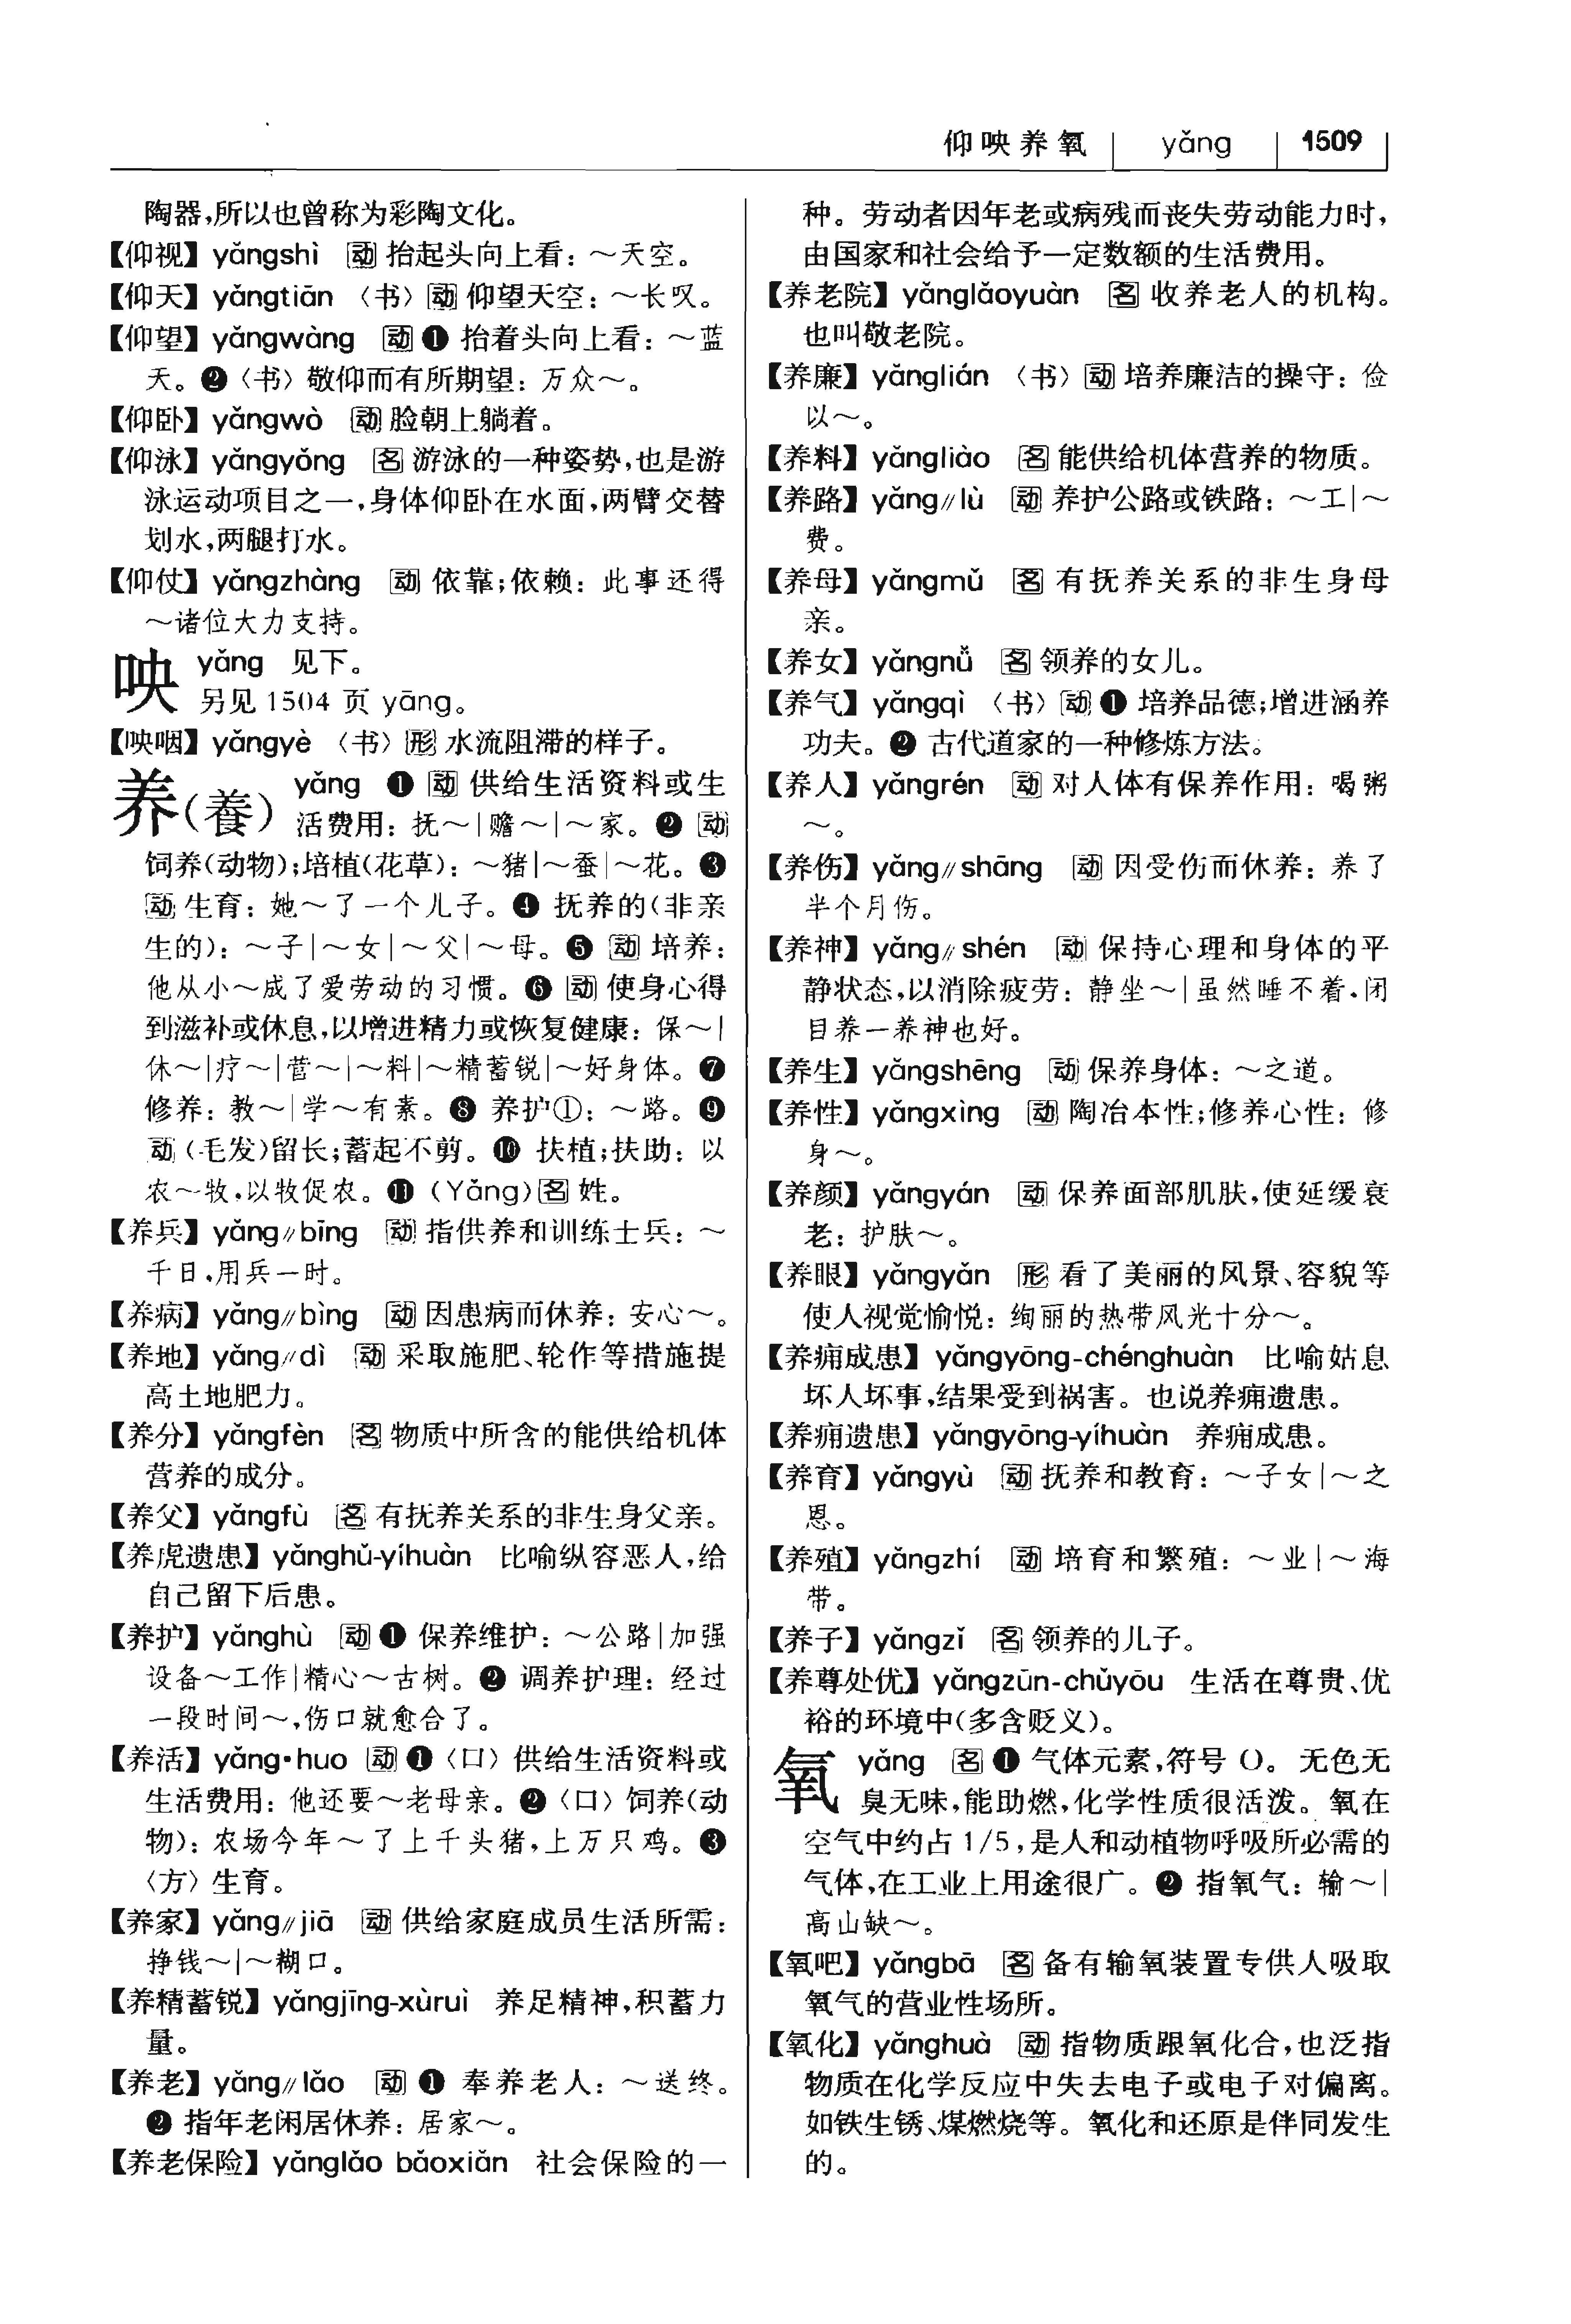 仰 咉 养 氧 yǎng 1509
陶器,所以也曾称为彩陶文化。
【仰视】yǎngshì 动 抬起头向上看：～天空。
【仰天】yǎngtiān 〈书〉动 仰望天空：～长叹。
【仰望】yǎngwàng 动 ❶ 抬着头向上看：～蓝
天。❷〈书〉敬仰而有所期望：万众～。
【仰卧】yǎngwò 动 脸朝上躺着。
【仰泳】yǎngyǒng 名 游泳的一种姿势,也是游
泳运动项目之一,身体仰卧在水面,两臂交替
划水,两腿打水。
【仰仗】yǎngzhàng 动 依靠;依赖：此事还得
～诸位大力支持。
咉 yǎng 见下。
另见 1504 页 yāng。
【咉咽】yǎngyè 〈书〉形 水流阻滞的样子。
养(養) yǎng ❶ 动 供给生活资料或生
活费用：抚～|赡～|～家。❷ 动
饲养(动物);培植(花草)：～猪|～蚕|～花。❸
动 生育：她～了一个儿子。❹ 抚养的(非亲
生的)：～子|～女|～父|～母。❺ 动 培养：
他从小～成了爱劳动的习惯。❻ 动 使身心得
到滋补或休息,以增进精力或恢复健康：保～|
休～|疗～|营～|～料|～精蓄锐|～好身体。❼
修养：教～|学～有素。❽ 养护①：～路。❾
动 (毛发)留长;蓄起不剪。❿ 扶植;扶助：以
农～牧,以牧促农。⓫ (Yǎng)名 姓。
【养兵】yǎng∥bīng 动 指供养和训练士兵：～
千日,用兵一时。
【养病】yǎng∥bìng 动 因患病而休养：安心～。
【养地】yǎng∥dì 动 采取施肥、轮作等措施提
高土地肥力。
【养分】yǎngfèn 名 物质中所含的能供给机体
营养的成分。
【养父】yǎngfù 名 有抚养关系的非生身父亲。
【养虎遗患】yǎnghǔ-yíhuàn 比喻纵容恶人,给
自己留下后患。
【养护】yǎnghù 动 ❶ 保养维护：～公路|加强
设备～工作|精心～古树。❷ 调养护理：经过
一段时间～,伤口就愈合了。
【养活】yǎng•huo 动 ❶〈口〉供给生活资料或
生活费用：他还要～老母亲。❷〈口〉饲养(动
物)：农场今年～了上千头猪,上万只鸡。❸
〈方〉生育。
【养家】yǎng∥jiā 动 供给家庭成员生活所需：
挣钱～|～糊口。
【养精蓄锐】yǎngjīng-xùruì 养足精神,积蓄力
量。
【养老】yǎng∥lǎo 动 ❶ 奉养老人：～送终。
❷ 指年老闲居休养：居家～。
【养老保险】yǎnglǎo bǎoxiǎn 社会保险的一
种。劳动者因年老或病残而丧失劳动能力时,
由国家和社会给予一定数额的生活费用。
【养老院】yǎnglǎoyuàn 名 收养老人的机构。
也叫敬老院。
【养廉】yǎnglián 〈书〉动 培养廉洁的操守：俭
以～。
【养料】yǎngliào 名 能供给机体营养的物质。
【养路】yǎng∥lù 动 养护公路或铁路：～工|～
费。
【养母】yǎngmǔ 名 有抚养关系的非生身母
亲。
【养女】yǎngnǚ 名 领养的女儿。
【养气】yǎngqì 〈书〉动 ❶ 培养品德;增进涵养
功夫。❷ 古代道家的一种修炼方法。
【养人】yǎngrén 动 对人体有保养作用：喝粥
～。
【养伤】yǎng∥shāng 动 因受伤而休养：养了
半个月伤。
【养神】yǎng∥shén 动 保持心理和身体的平
静状态,以消除疲劳：静坐～|虽然睡不着,闭
目养一养神也好。
【养生】yǎngshēng 动 保养身体：～之道。
【养性】yǎngxìng 动 陶冶本性;修养心性：修
身～。
【养颜】yǎngyán 动 保养面部肌肤,使延缓衰
老：护肤～。
【养眼】yǎngyǎn 形 看了美丽的风景、容貌等
使人视觉愉悦：绚丽的热带风光十分～。
【养痈成患】yǎngyōng-chénghuàn 比喻姑息
坏人坏事,结果受到祸害。也说养痈遗患。
【养痈遗患】yǎngyōng-yíhuàn 养痈成患。
【养育】yǎngyù 动 抚养和教育：～子女|～之
恩。
【养殖】yǎngzhí 动 培育和繁殖：～业|～海
带。
【养子】yǎngzǐ 名 领养的儿子。
【养尊处优】yǎngzūn-chǔyōu 生活在尊贵、优
裕的环境中(多含贬义)。
氧 yǎng 名 ❶ 气体元素,符号 O。无色无
臭无味,能助燃,化学性质很活泼。氧在
空气中约占 1/5,是人和动植物呼吸所必需的
气体,在工业上用途很广。❷ 指氧气：输～|
高山缺～。
【氧吧】yǎngbā 名 备有输氧装置专供人吸取
氧气的营业性场所。
【氧化】yǎnghuà 动 指物质跟氧化合,也泛指
物质在化学反应中失去电子或电子对偏离。
如铁生锈、煤燃烧等。氧化和还原是伴同发生
的。